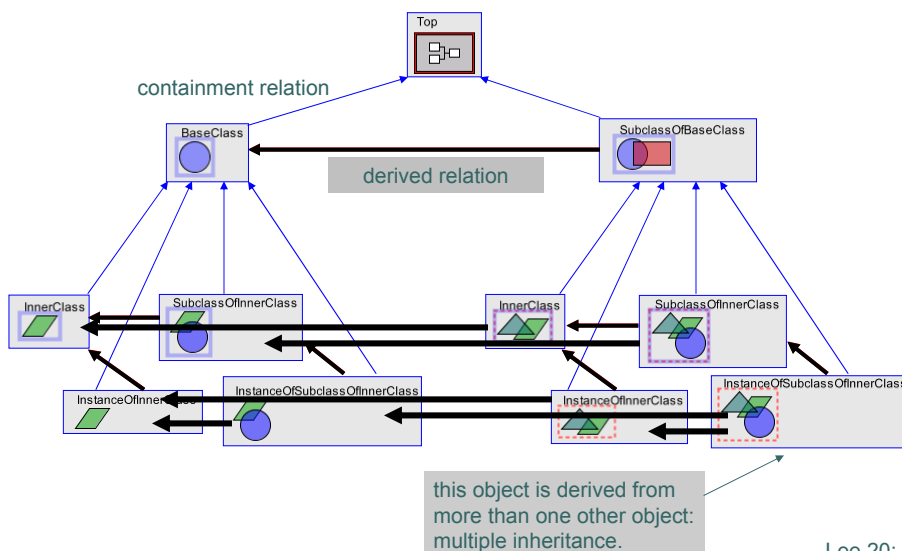 Top
containment relation
BaseClass
SubclassOfBaseClass
derived relation
InnerClass
SubclassOfInnerClass
InnerClass
SubclassOfInnerClass
InstanceOfInnerClass
InstanceOfSubclassOfInnerClass
InstanceOfInnerClass
InstanceOfSubclassOfInnerClass
this object is derived from
more than one other object:
multiple inheritance.